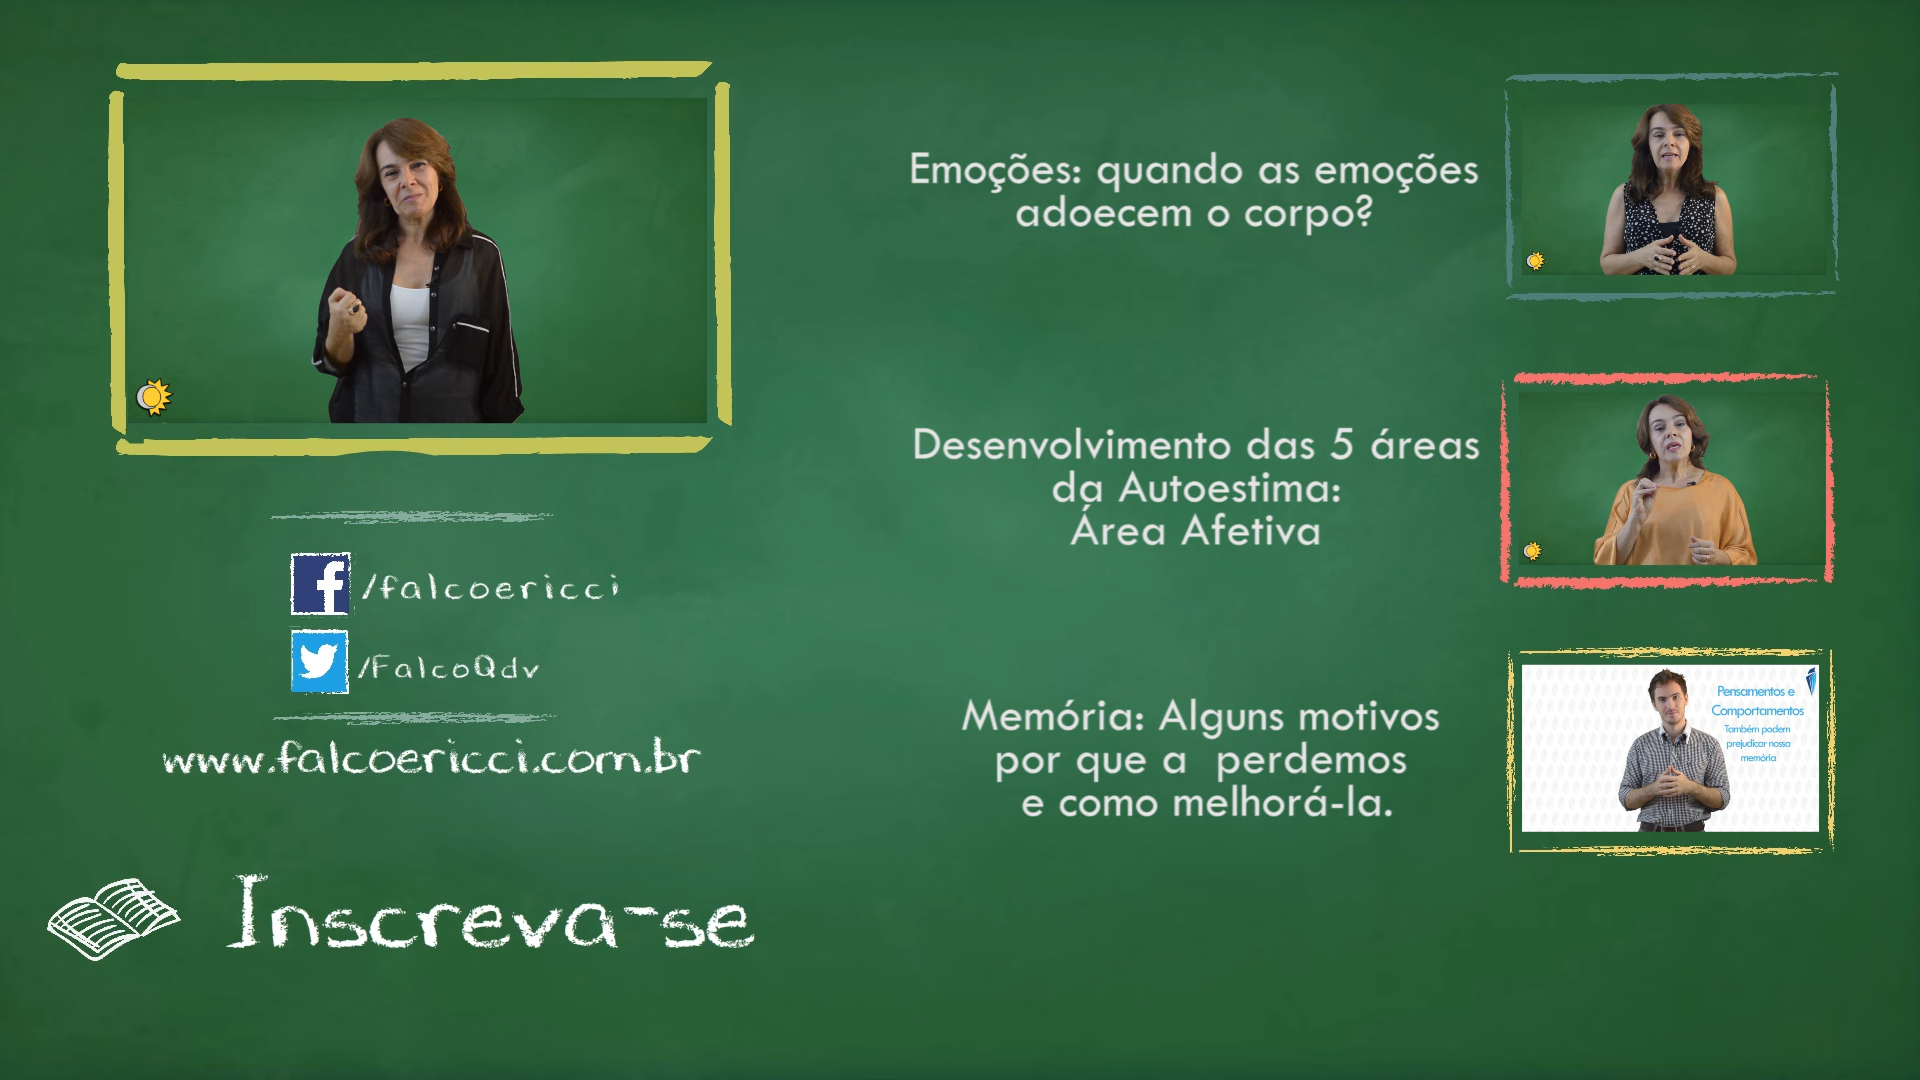 Emoções: quando as emoções
adoecem o corpo?
Desenvolvimento das 5 áreas
da Autoestima:
Área Afetiva
Memória: Alguns motivos
por que a perdemos
e como melhorá-la.
Pensamentos e
Comportamentos
Também podem
prejudicar nossa
memória
/falcoericci
/FalcoQdv
www.falcoericci.com.br
Inscreva-se